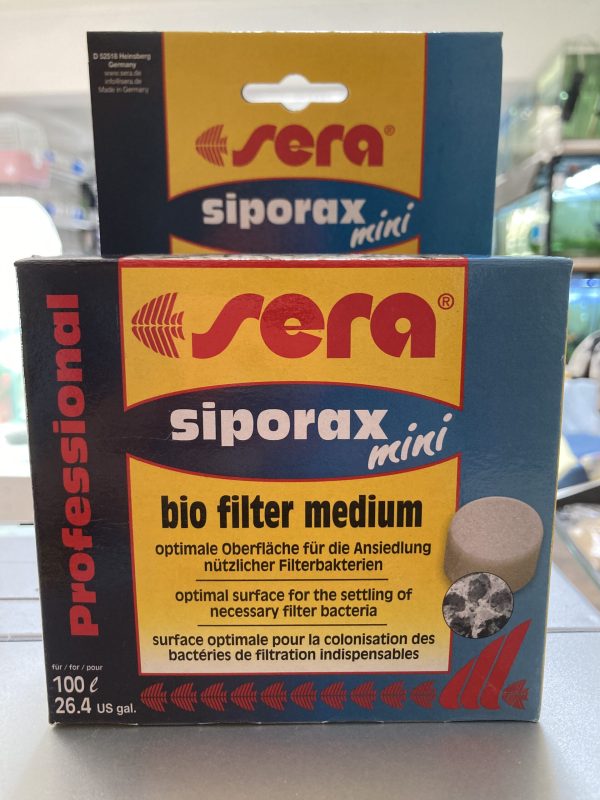 D 52518 Heinsberg
Germany
www.sera.de
info@sera.de
Made in Germany
sera®
siporax
mini
Professional
sera®
siporax
mini
bio filter medium
optimale Oberfläche für die Ansiedlung
nützlicher Filterbakterien
optimal surface for the settling of
necessary filter bacteria
surface optimale pour la colonisation des
bactéries de filtration indispensables
für / for / pour
100 ℓ
26.4 US gal.